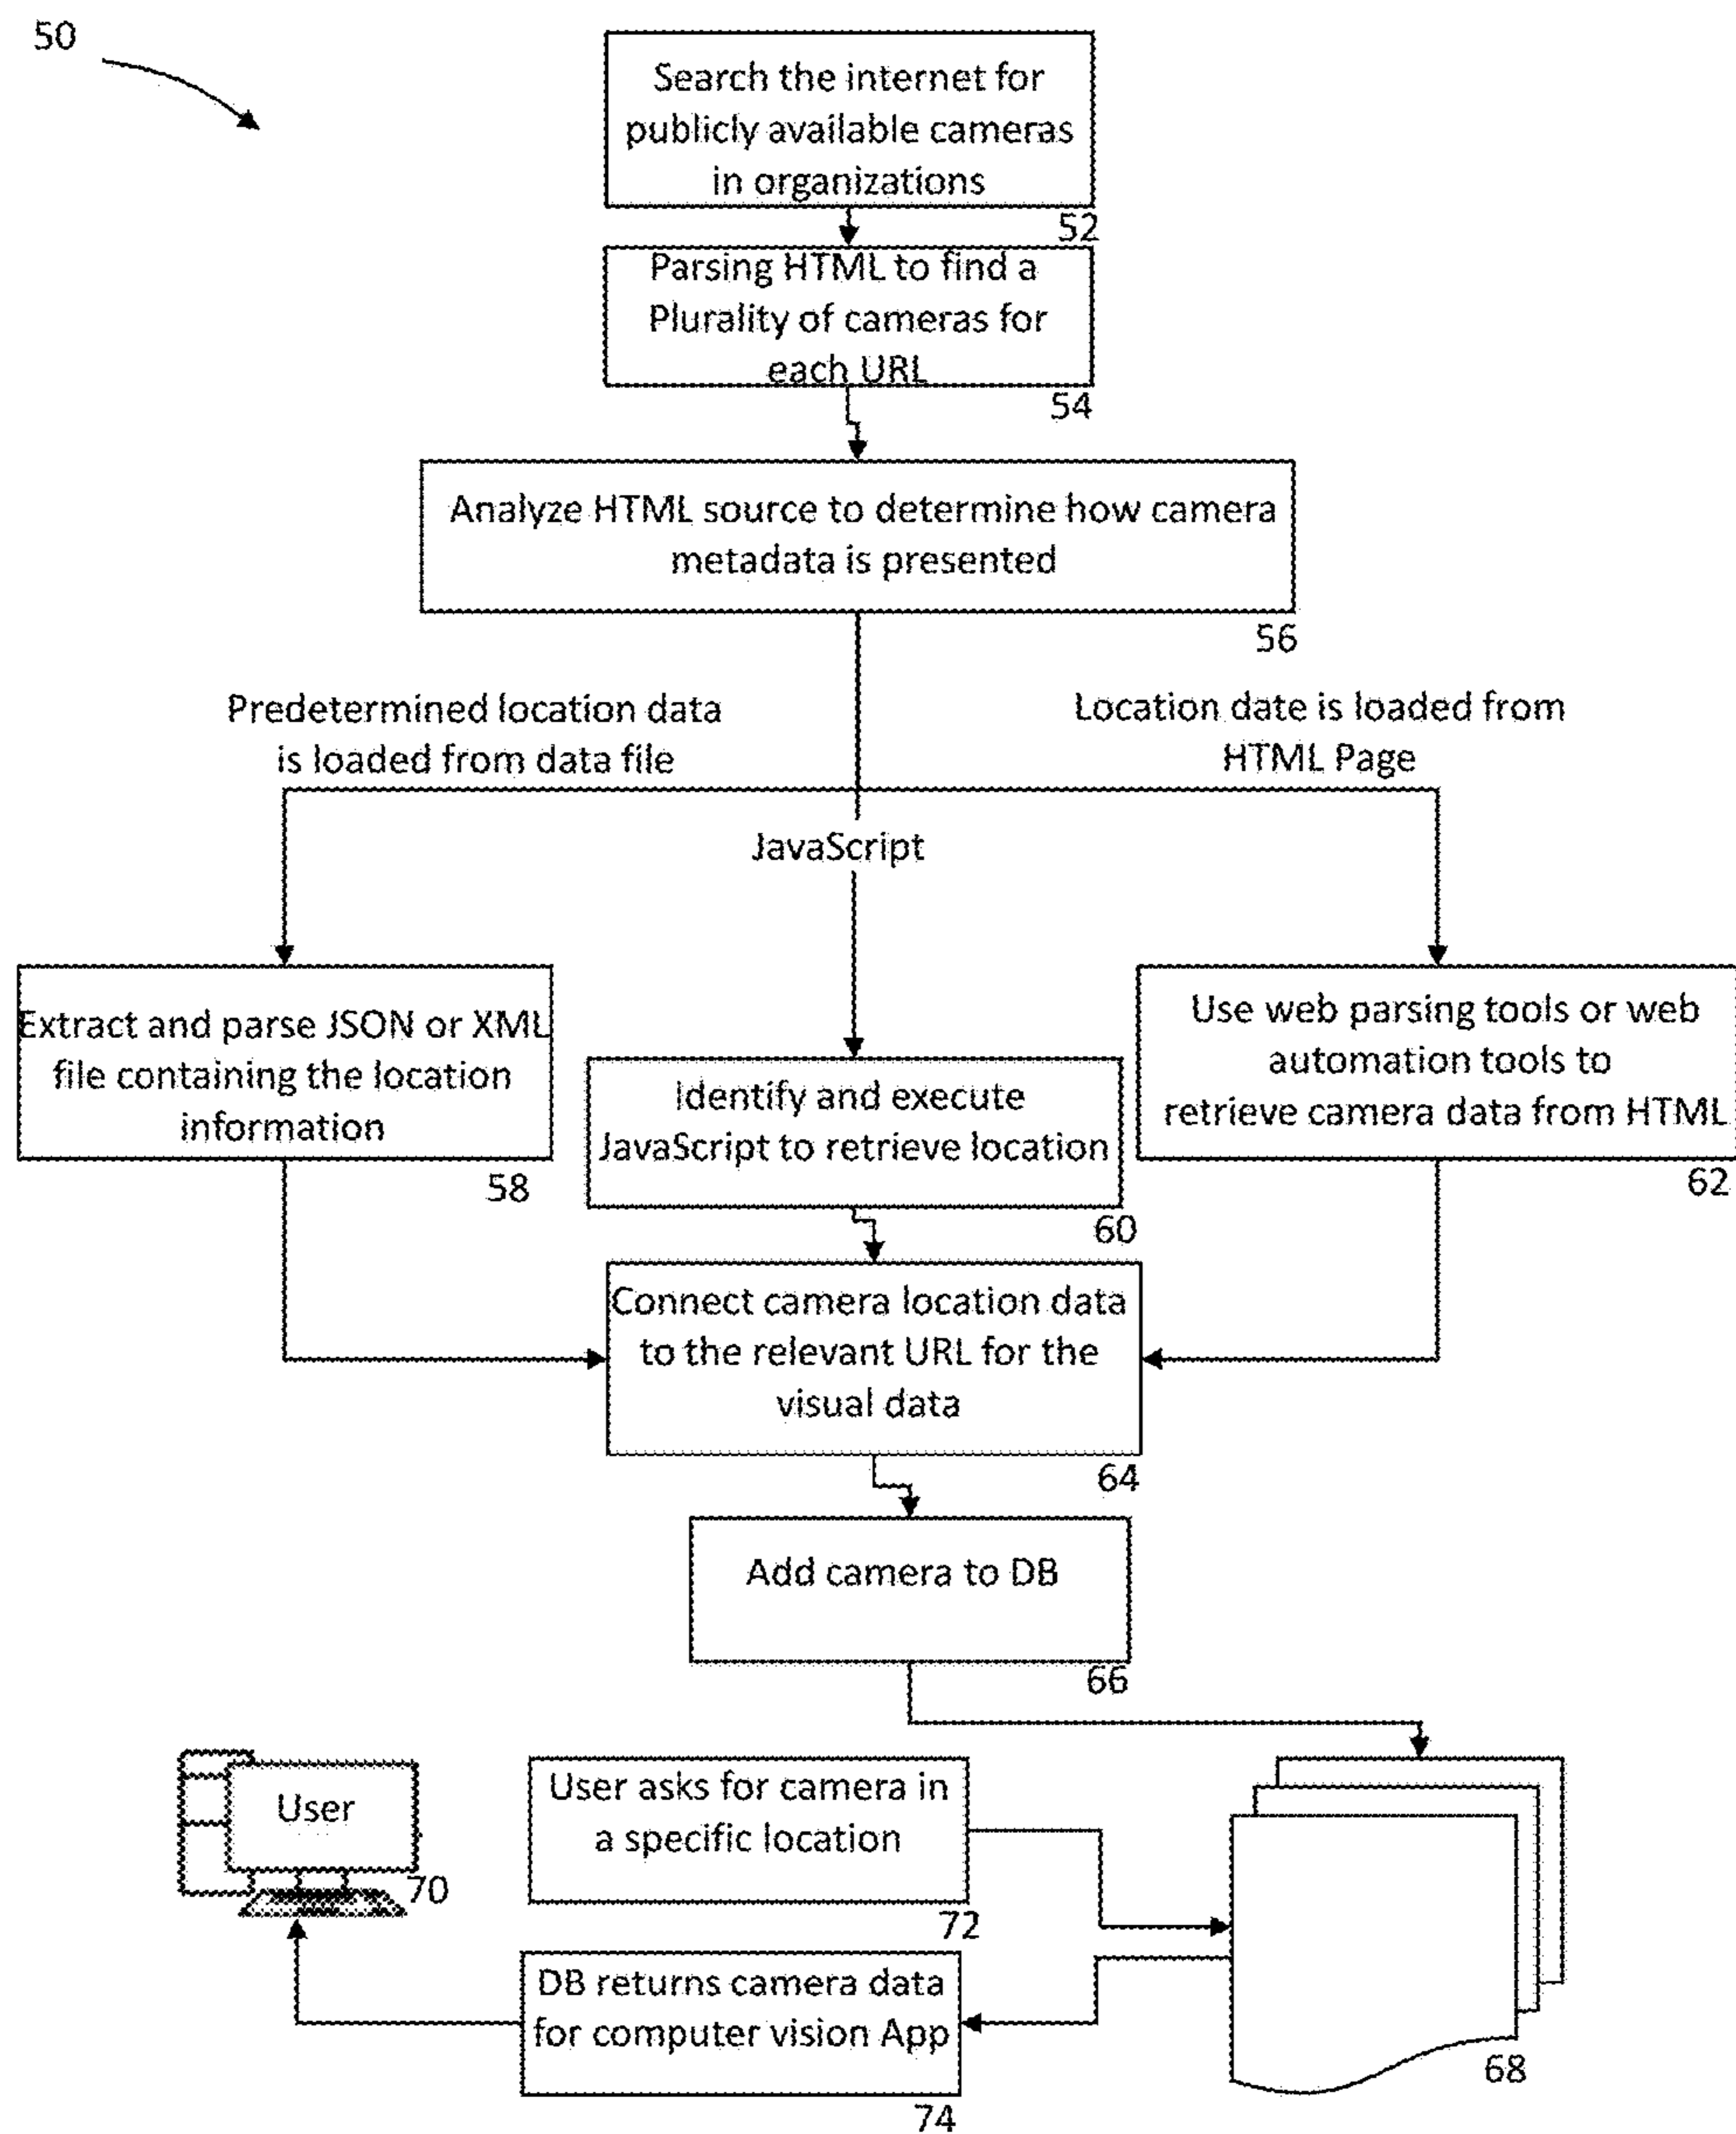 50
Search the internet for
publicly available cameras
in organizations
52
Parsing HTML to find a
Plurality of cameras for
each URL
54
Analyze HTML source to determine how camera
metadata is presented
56
Predetermined location data
is loaded from data file
Location date is loaded from
HTML Page
JavaScript
Extract and parse JSON or XML
file containing the location
information
58
Identify and execute
JavaScript to retrieve location
60
Use web parsing tools or web
automation tools to
retrieve camera data from HTML
62
Connect camera location data
to the relevant URL for the
visual data
64
Add camera to DB
66
User
70
User asks for camera in
a specific location
72
DB returns camera data
for computer vision App
74
68